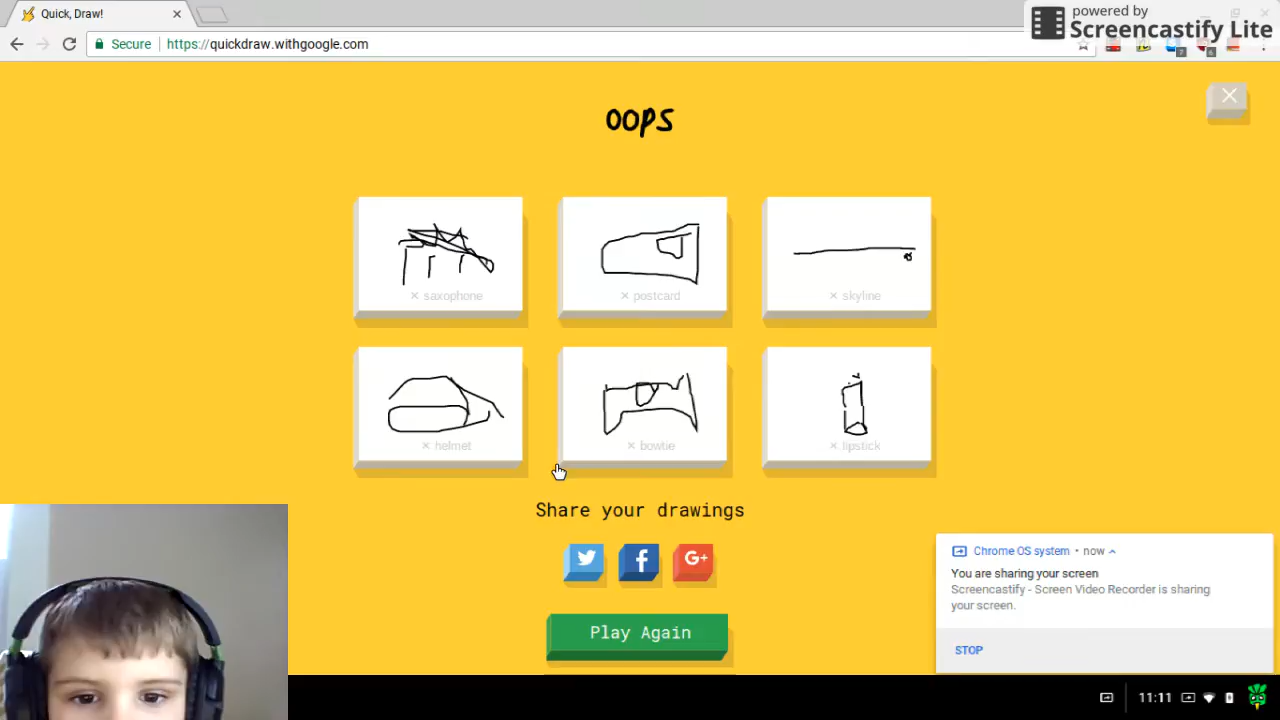 Quick, Draw!
powered by
Screencastify Lite
Secure
https://quickdraw.withgoogle.com
OOPS
saxophone
postcard
skyline
helmet
bowtie
lipstick
Share your drawings
G+
Play Again
Chrome OS system • now
You are sharing your screen
Screencastify - Screen Video Recorder is sharing
your screen.
STOP
11:11